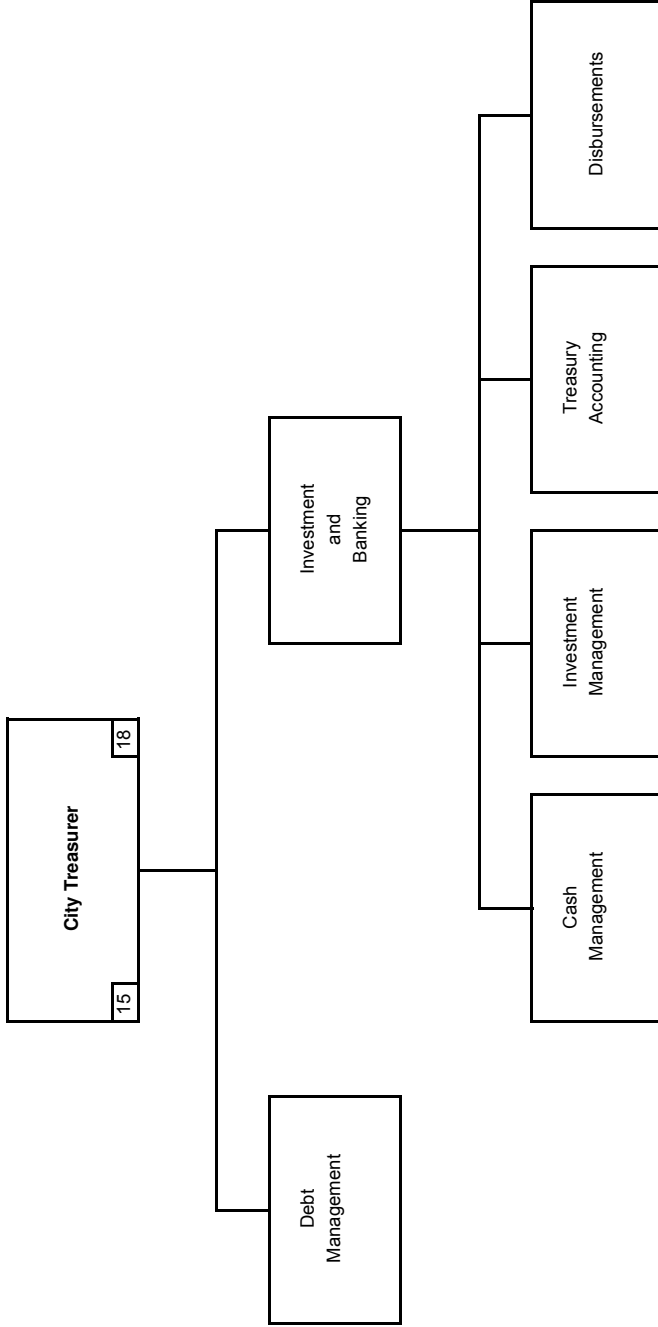 City Treasurer
15
18
Debt
Management
Investment
and
Banking
Cash
Management
Investment
Management
Treasury
Accounting
Disbursements